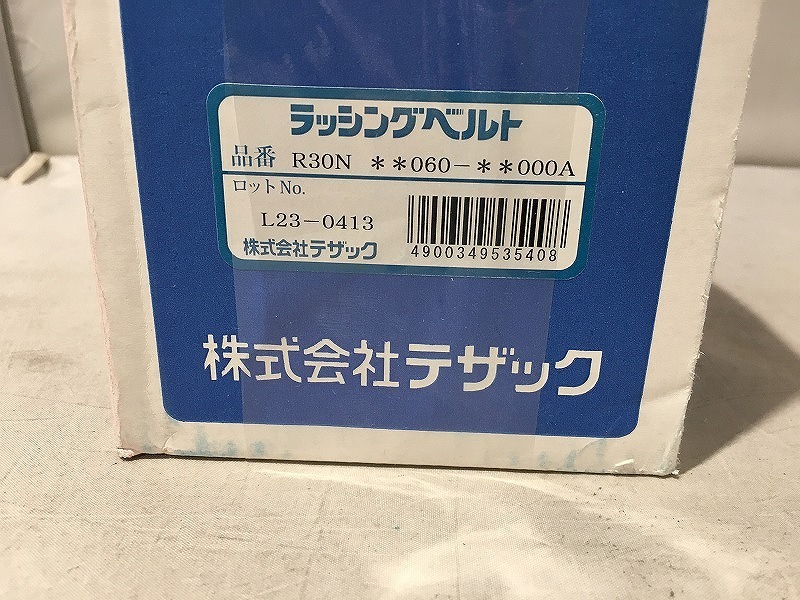 ラッシングベルト
品番 R30N **060-**000A
ロットNo.
L23-0413
株式会社テザック
4900349535408
株式会社テザック